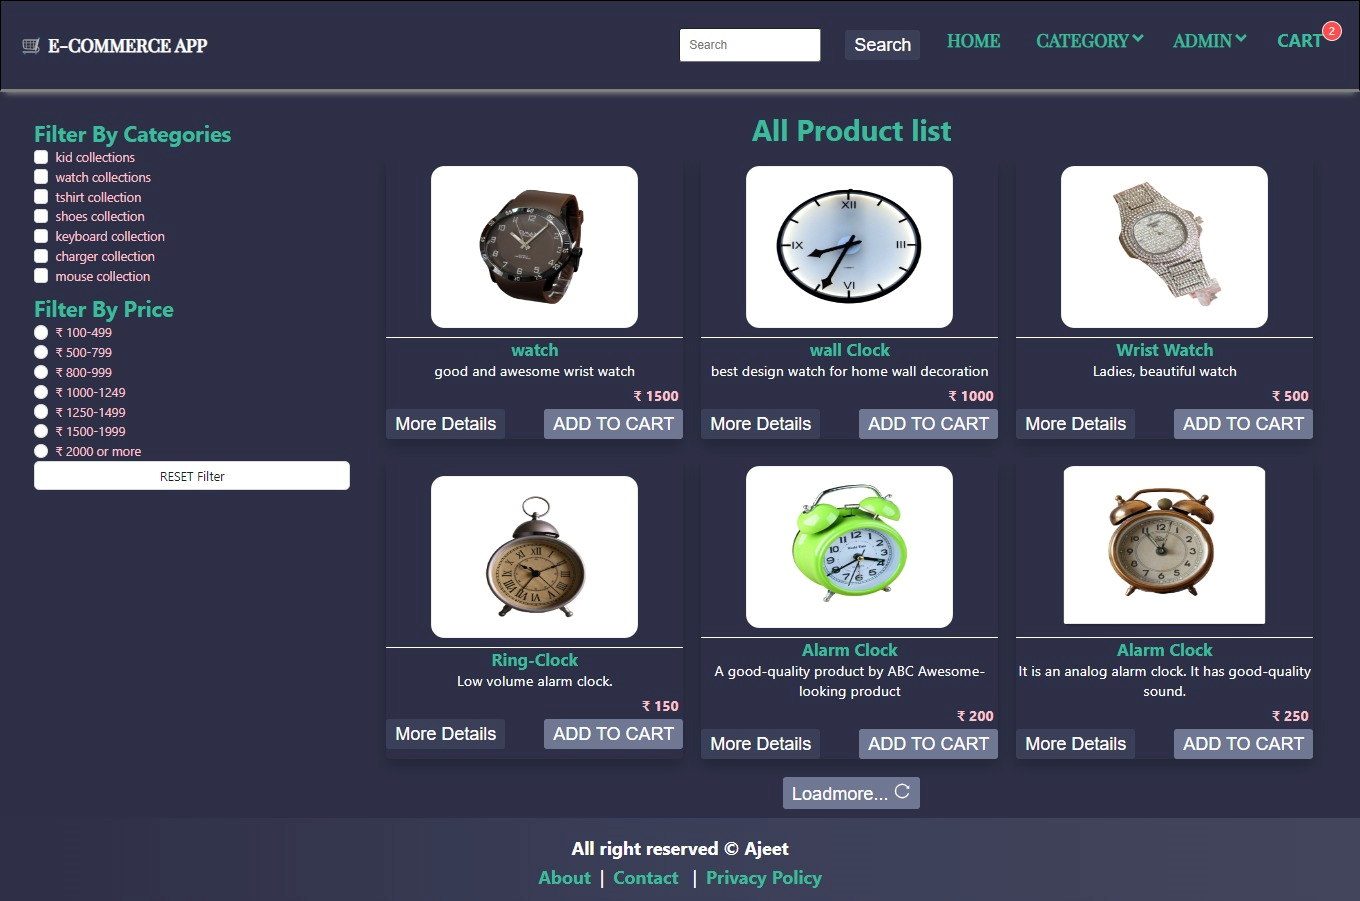 E-COMMERCE APP
Search
Search
HOME
CATEGORY
ADMIN
CART
2
Filter By Categories
kid collections
watch collections
tshirt collection
shoes collection
keyboard collection
charger collection
mouse collection
Filter By Price
₹ 100-499
₹ 500-799
₹ 800-999
₹ 1000-1249
₹ 1250-1499
₹ 1500-1999
₹ 2000 or more
RESET Filter
All Product list
watch
good and awesome wrist watch
₹ 1500
More Details
ADD TO CART
XII
III
VI
IX
wall Clock
best design watch for home wall decoration
₹ 1000
More Details
ADD TO CART
Wrist Watch
Ladies, beautiful watch
₹ 500
More Details
ADD TO CART
Ring-Clock
Low volume alarm clock.
₹ 150
More Details
ADD TO CART
Alarm Clock
A good-quality product by ABC Awesome-
looking product
₹ 200
More Details
ADD TO CART
Alarm Clock
It is an analog alarm clock. It has good-quality
sound.
₹ 250
More Details
ADD TO CART
Loadmore...
All right reserved © Ajeet
About | Contact | Privacy Policy